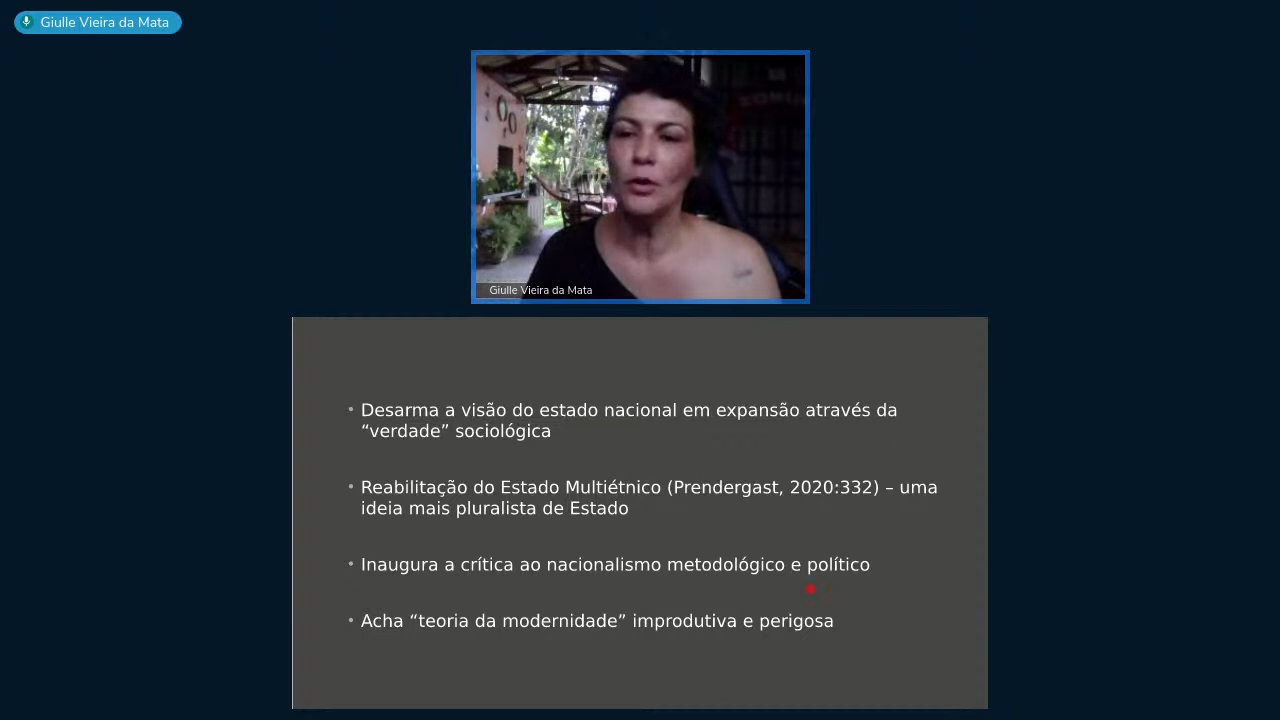 Giulle Vieira da Mata
Giulle Vieira da Mata
• Desarma a visão do estado nacional em expansão através da
“verdade” sociológica
• Reabilitação do Estado Multiétnico (Prendergast, 2020:332) – uma
ideia mais pluralista de Estado
• Inaugura a crítica ao nacionalismo metodológico e político
• Acha “teoria da modernidade” improdutiva e perigosa